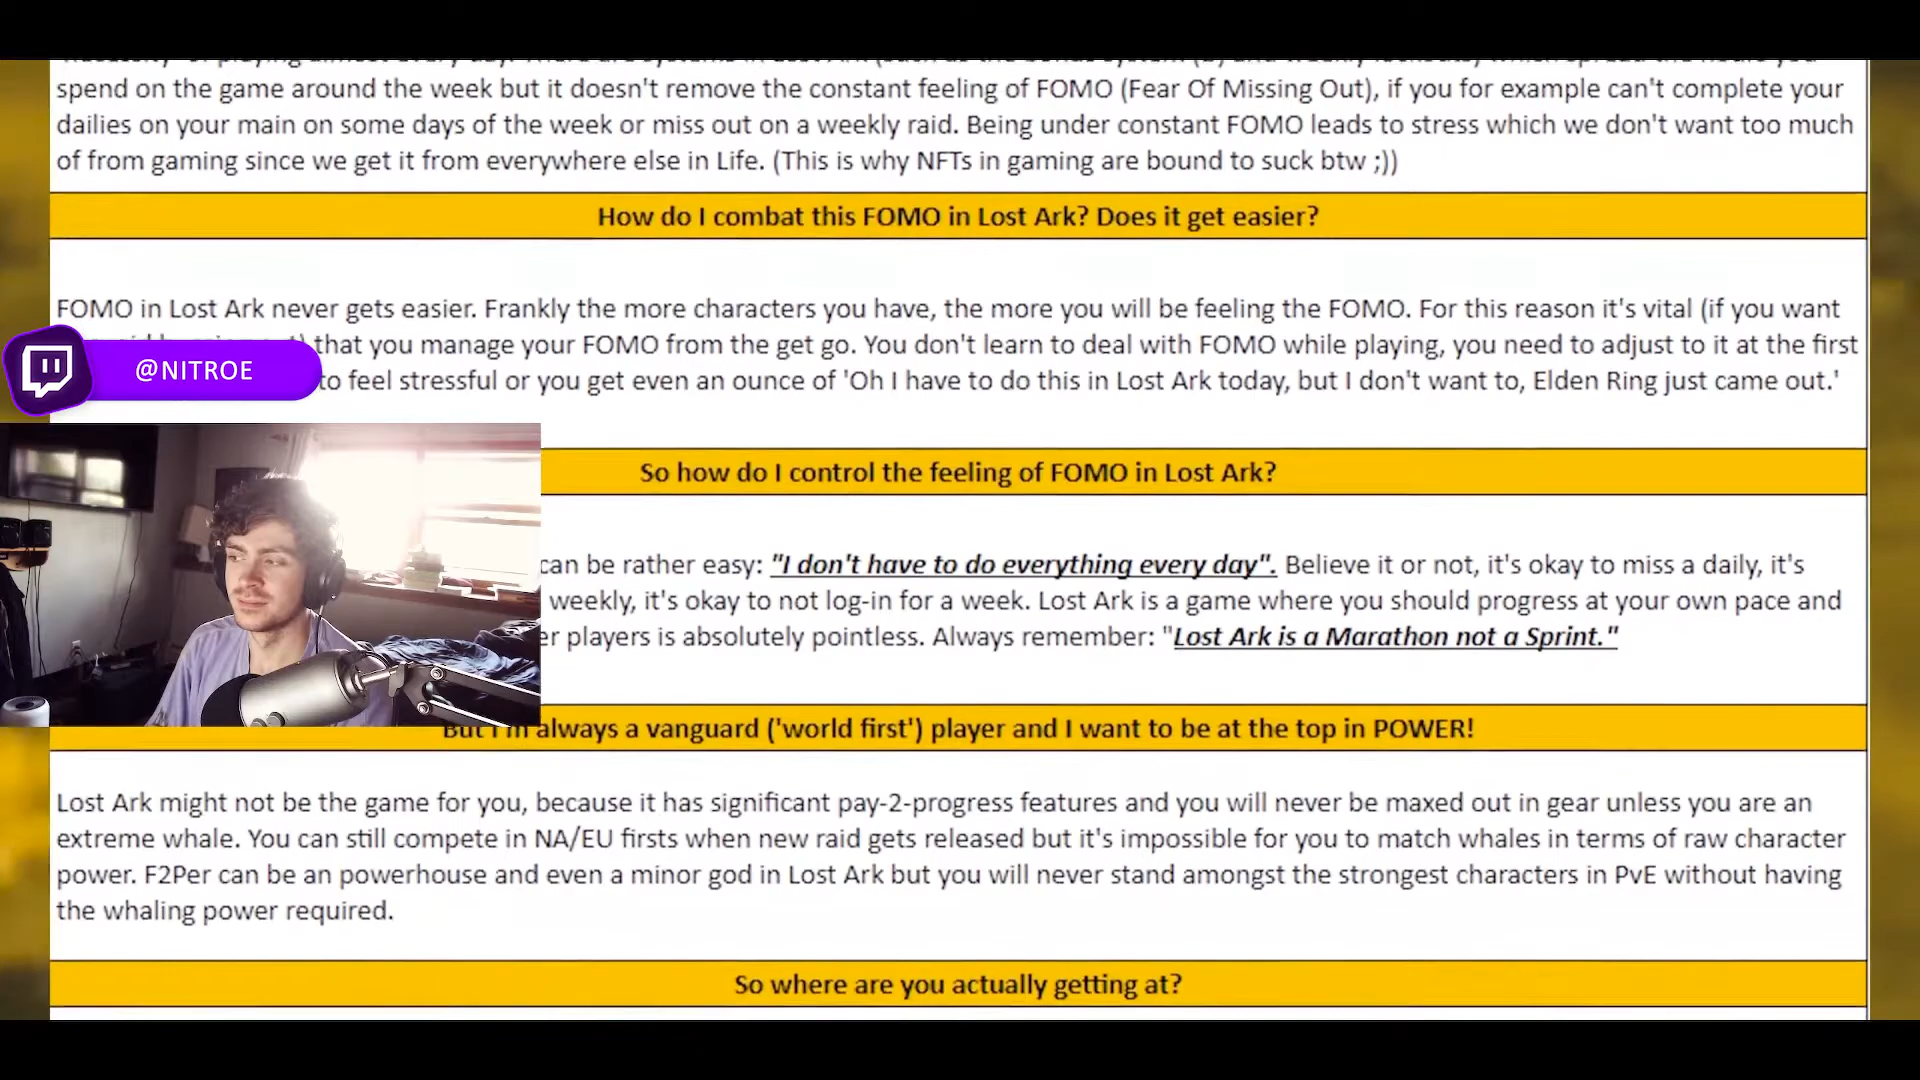 spend on the game around the week but it doesn't remove the constant feeling of FOMO (Fear Of Missing Out), if you for example can't complete your
dailies on your main on some days of the week or miss out on a weekly raid. Being under constant FOMO leads to stress which we don't want too much
of from gaming since we get it from everywhere else in Life. (This is why NFTs in gaming are bound to suck btw ;))
How do I combat this FOMO in Lost Ark? Does it get easier?
FOMO in Lost Ark never gets easier. Frankly the more characters you have, the more you will be feeling the FOMO. For this reason it's vital (if you want
that you manage your FOMO from the get go. You don't learn to deal with FOMO while playing, you need to adjust to it at the first
@NITROE
to feel stressful or you get even an ounce of 'Oh I have to do this in Lost Ark today, but I don't want to, Elden Ring just came out.'
So how do I control the feeling of FOMO in Lost Ark?
can be rather easy: "I don't have to do everything every day". Believe it or not, it's okay to miss a daily, it's
weekly, it's okay to not log-in for a week. Lost Ark is a game where you should progress at your own pace and
players is absolutely pointless. Always remember: "Lost Ark is a Marathon not a Sprint."
But I'm always a vanguard ('world first') player and I want to be at the top in POWER!
Lost Ark might not be the game for you, because it has significant pay-2-progress features and you will never be maxed out in gear unless you are an
extreme whale. You can still compete in NA/EU firsts when new raid gets released but it's impossible for you to match whales in terms of raw character
power. F2Per can be an powerhouse and even a minor god in Lost Ark but you will never stand amongst the strongest characters in PvE without having
the whaling power required.
So where are you actually getting at?